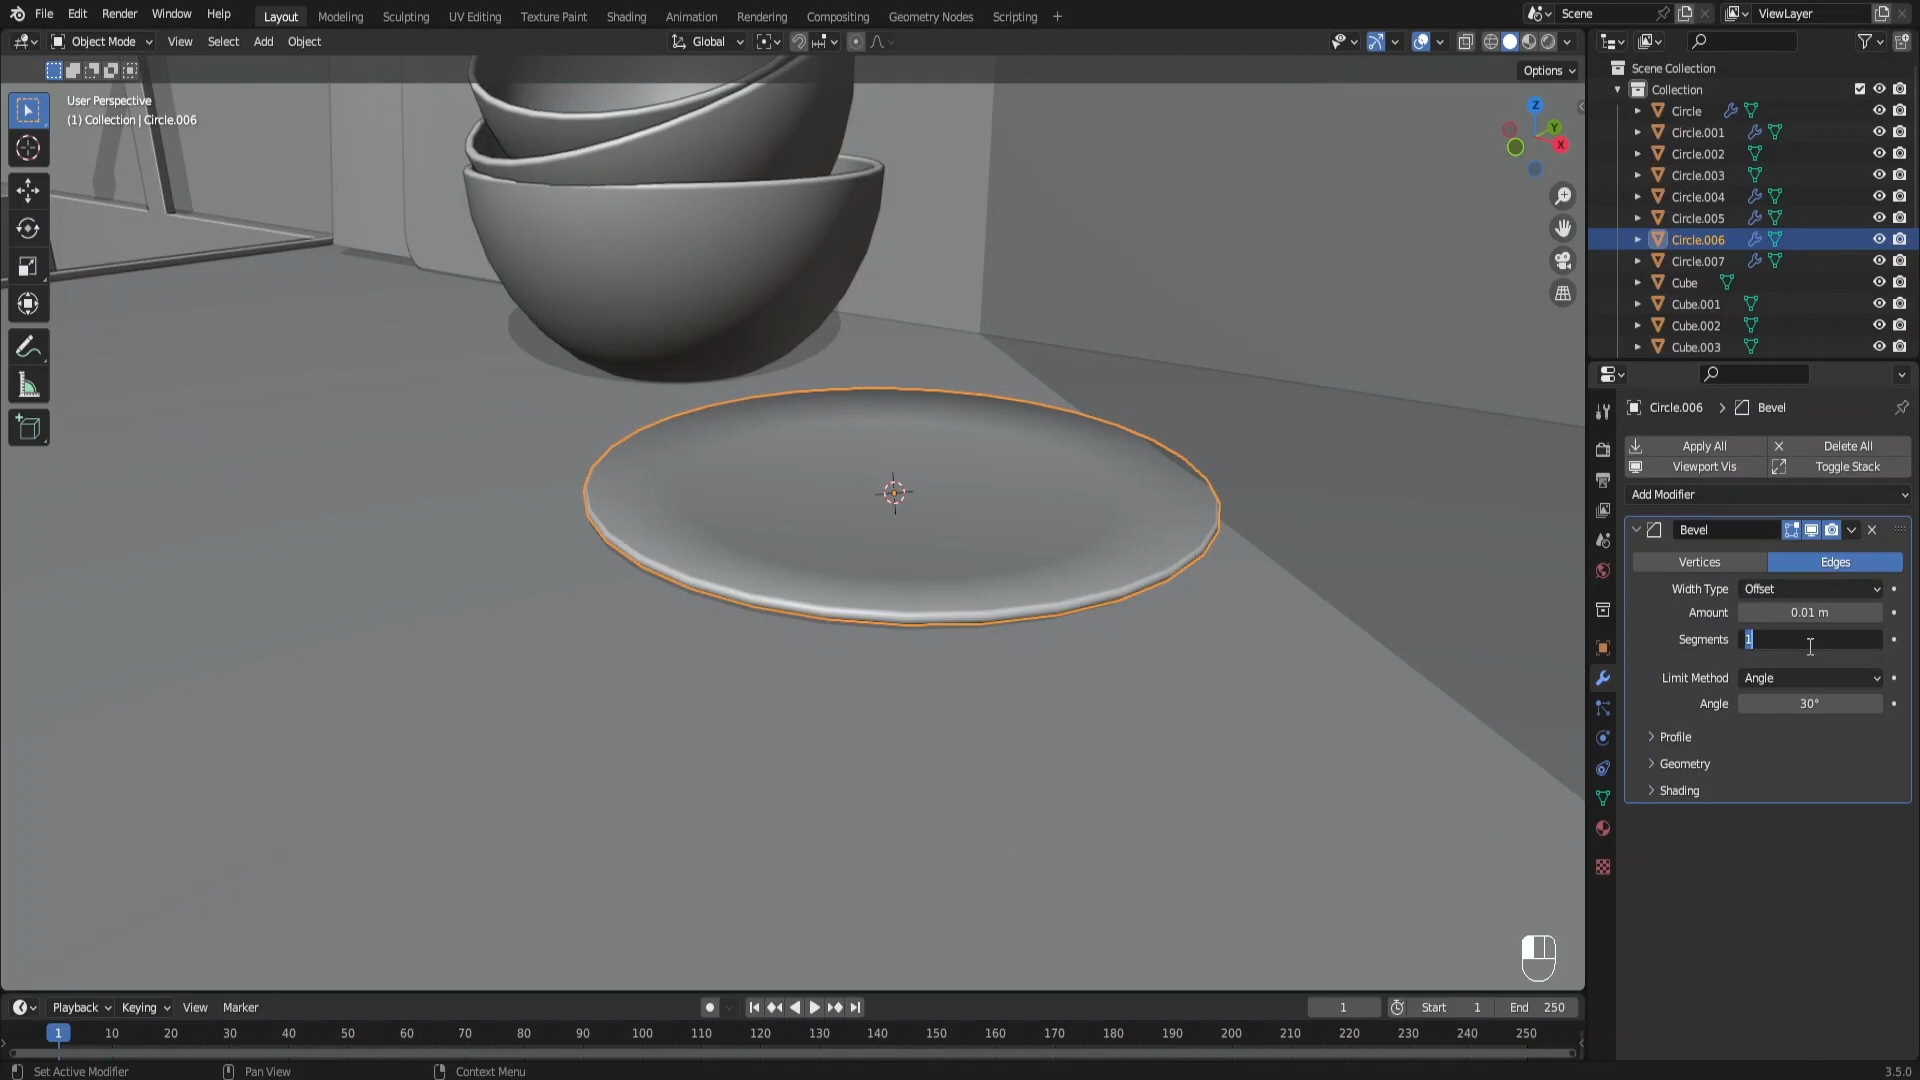 File Edit Render Window Help Layout Modeling Sculpting UV Editing Texture Paint Shading Animation Rendering Compositing Geometry Nodes Scripting + Scene ViewLayer
Object Mode View Select Add Object Global
Options
User Perspective
(1) Collection | Circle.006
Z
Y
X
Scene Collection
Collection
Circle
Circle.001
Circle.002
Circle.003
Circle.004
Circle.005
Circle.006
Circle.007
Cube
Cube.001
Cube.002
Cube.003
Circle.006 Bevel
Apply All Delete All
Viewport Vis Toggle Stack
Add Modifier
Bevel
Vertices Edges
Width Type Offset
Amount 0.01 m
Segments 1
Limit Method Angle
Angle 30°
Profile
Geometry
Shading
Playback Keying View Marker 1 Start 1 End 250
1 10 20 30 40 50 60 70 80 90 100 110 120 130 140 150 160 170 180 190 200 210 220 230 240 250
Set Active Modifier Pan View Context Menu 3.5.0